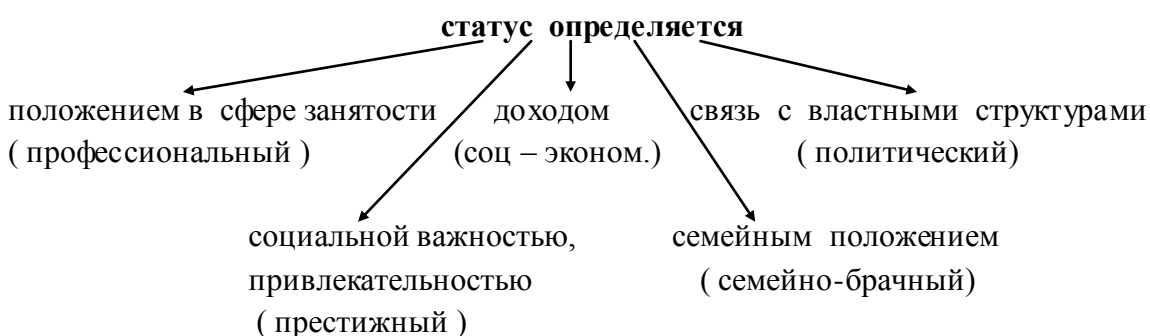 статус определяется
положением в сфере занятости доходом связь с властными структурами
( профессиональный ) (соц – эконом.) ( политический)
социальной важностью, семейным положением
привлекательностью ( семейно-брачный)
( престижный )